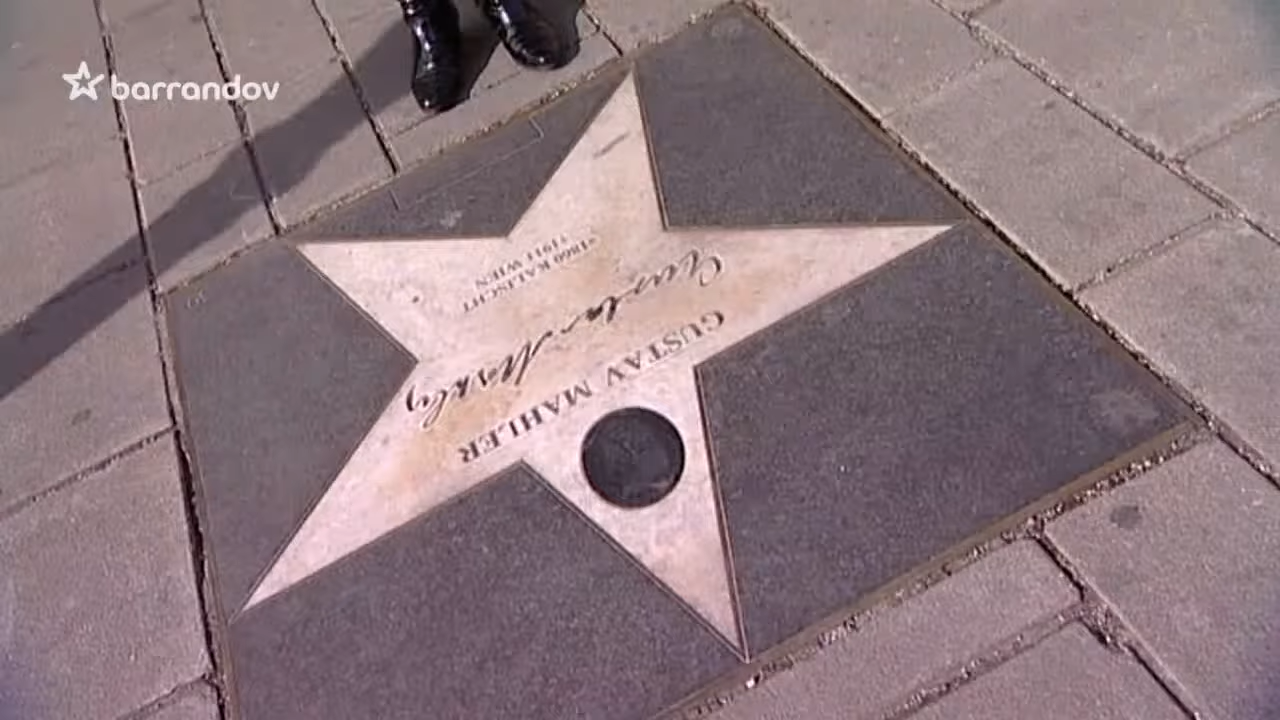 barrandov
GUSTAV MAHLER
Gustav Mahler
*1860 KALISCHT
†1911 WIEN